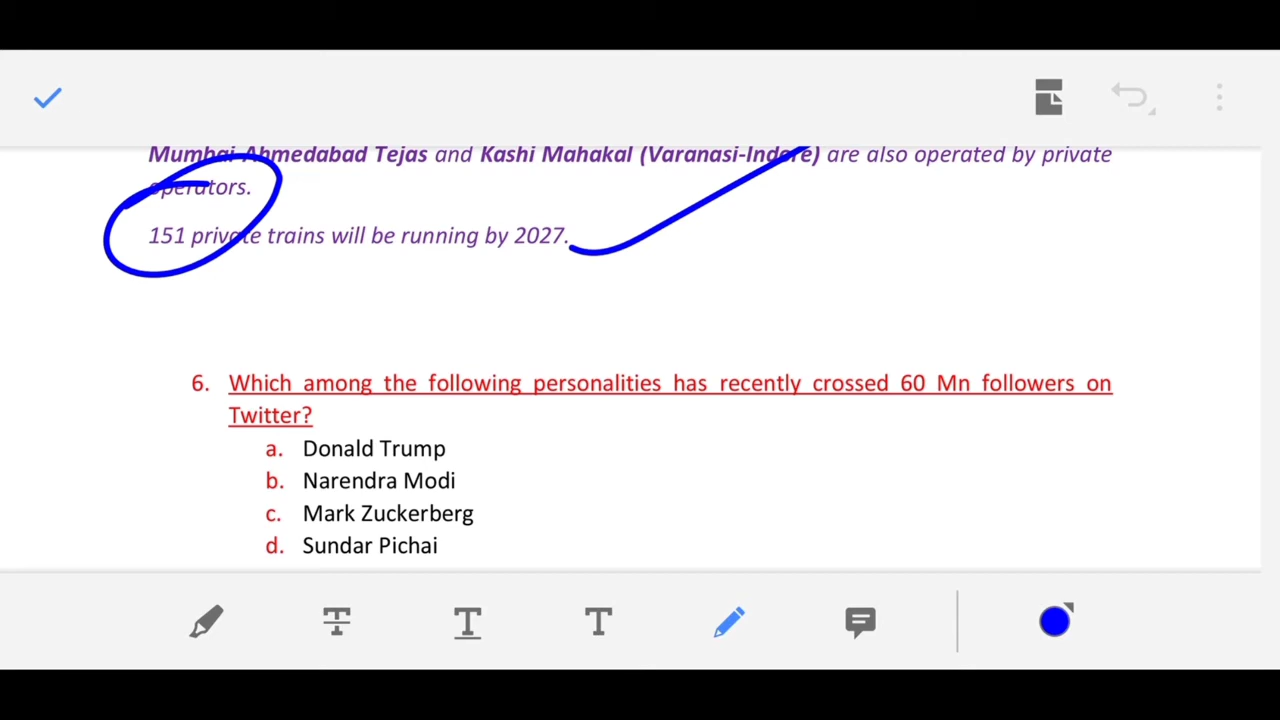 Mumbai-Ahmedabad Tejas and Kashi Mahakal (Varanasi-Indore) are also operated by private
operators.
151 private trains will be running by 2027.
6. Which among the following personalities has recently crossed 60 Mn followers on
Twitter?
a. Donald Trump
b. Narendra Modi
c. Mark Zuckerberg
d. Sundar Pichai